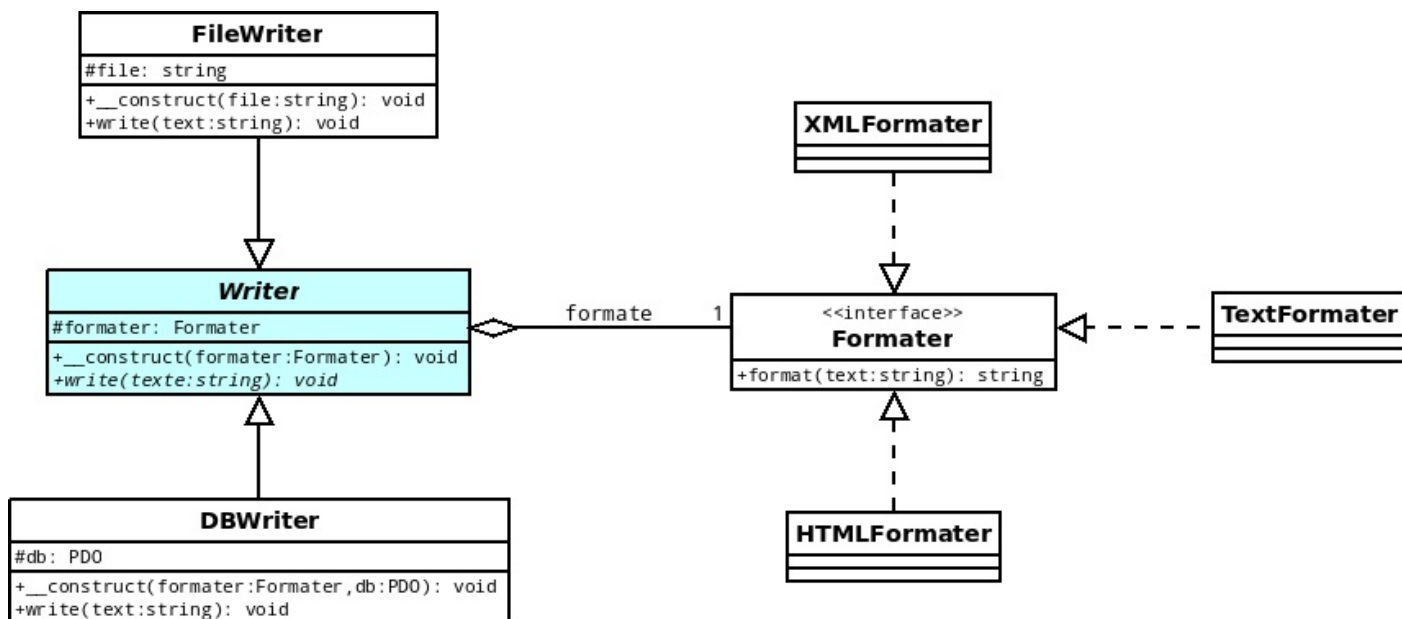 FileWriter
#file: string
+__construct(file:string): void
+write(text:string): void
XMLFormater
Writer
#formater: Formater
+__construct(formater:Formater): void
+write(texte:string): void
formate 1
<<interface>>
Formater
+format(text:string): string
TextFormater
DBWriter
#db: PDO
+__construct(formater:Formater,db:PDO): void
+write(text:string): void
HTMLFormater